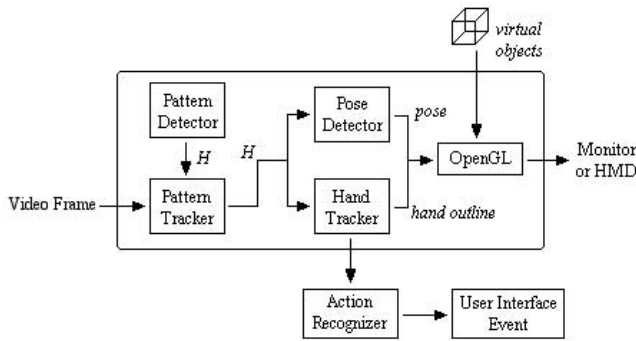 virtual
objects
Pattern
Detector
H
H
Pose
Detector
pose
OpenGL
Monitor
or HMD
Video Frame
Pattern
Tracker
Hand
Tracker
hand outline
Action
Recognizer
User Interface
Event